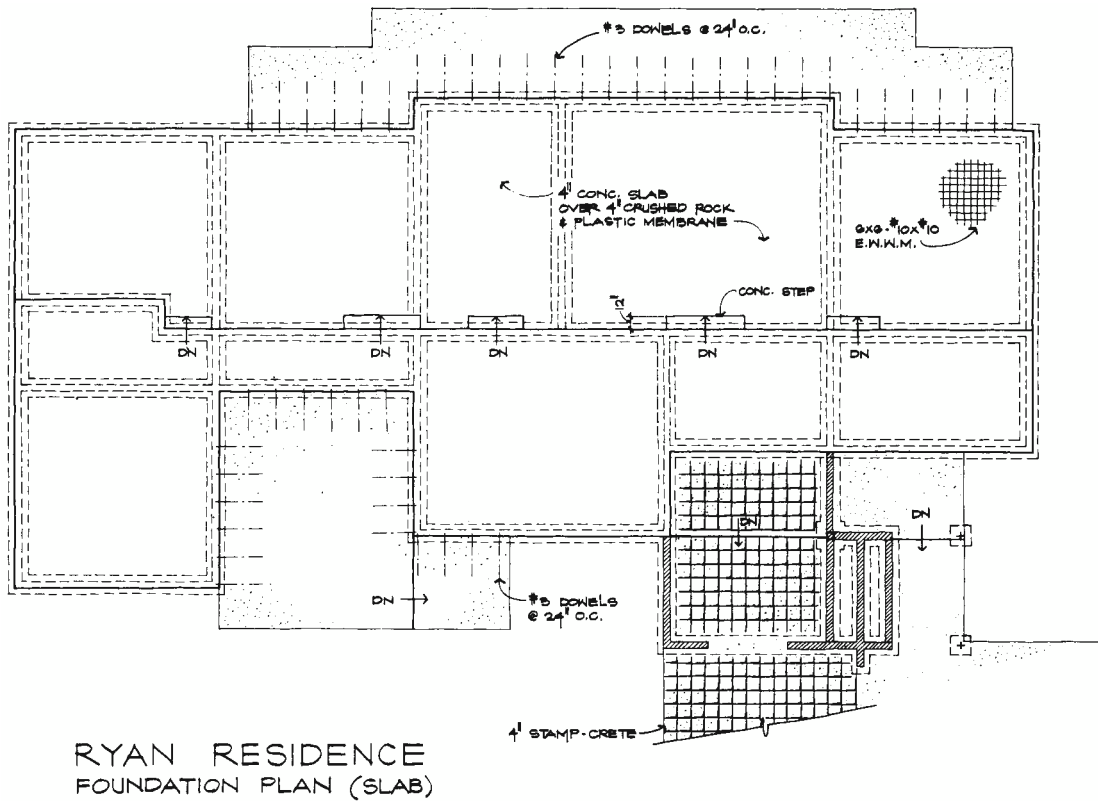 #3 DOWELS @ 24" O.C.
4" CONC. SLAB
OVER 4" CRUSHED ROCK
& PLASTIC MEMBRANE
6X6-#10X#10
E.W.W.M.
12"
CONC. STEP
DN
DN
DN
DN
DN
DN
DN
DN
#3 DOWELS
@ 24" O.C.
4" STAMP-CRETE
RYAN RESIDENCE
FOUNDATION PLAN (SLAB)